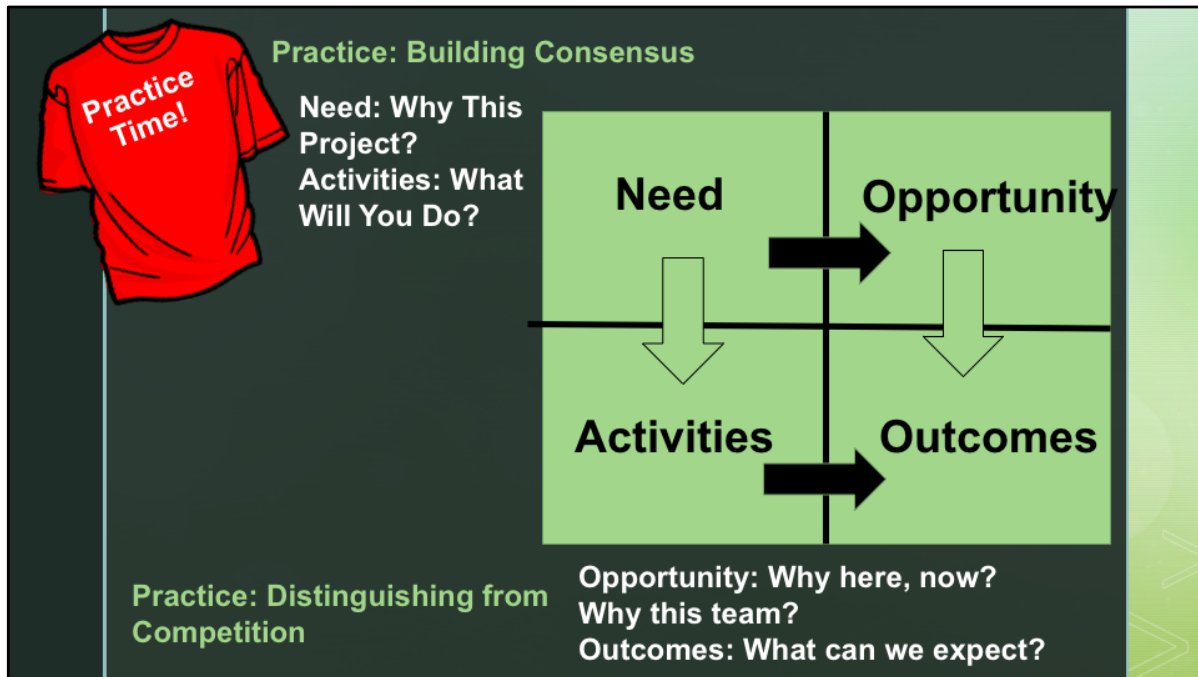 Practice
Time!
Practice: Building Consensus
Need: Why This
Project?
Activities: What
Will You Do?
Need
Opportunity
Activities
Outcomes
Practice: Distinguishing from
Competition
Opportunity: Why here, now?
Why this team?
Outcomes: What can we expect?